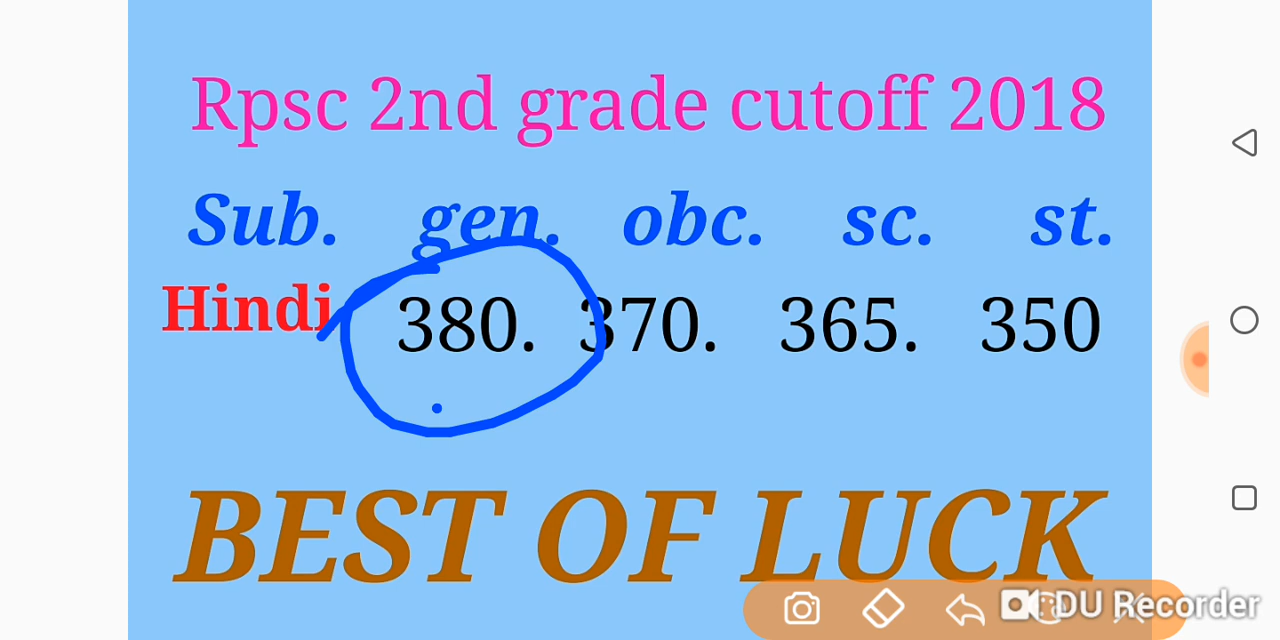 Rpsc 2nd grade cutoff 2018
Sub. gen. obc. sc. st.
Hindi 380. 370. 365. 350
BEST OF LUCK
DU Recorder